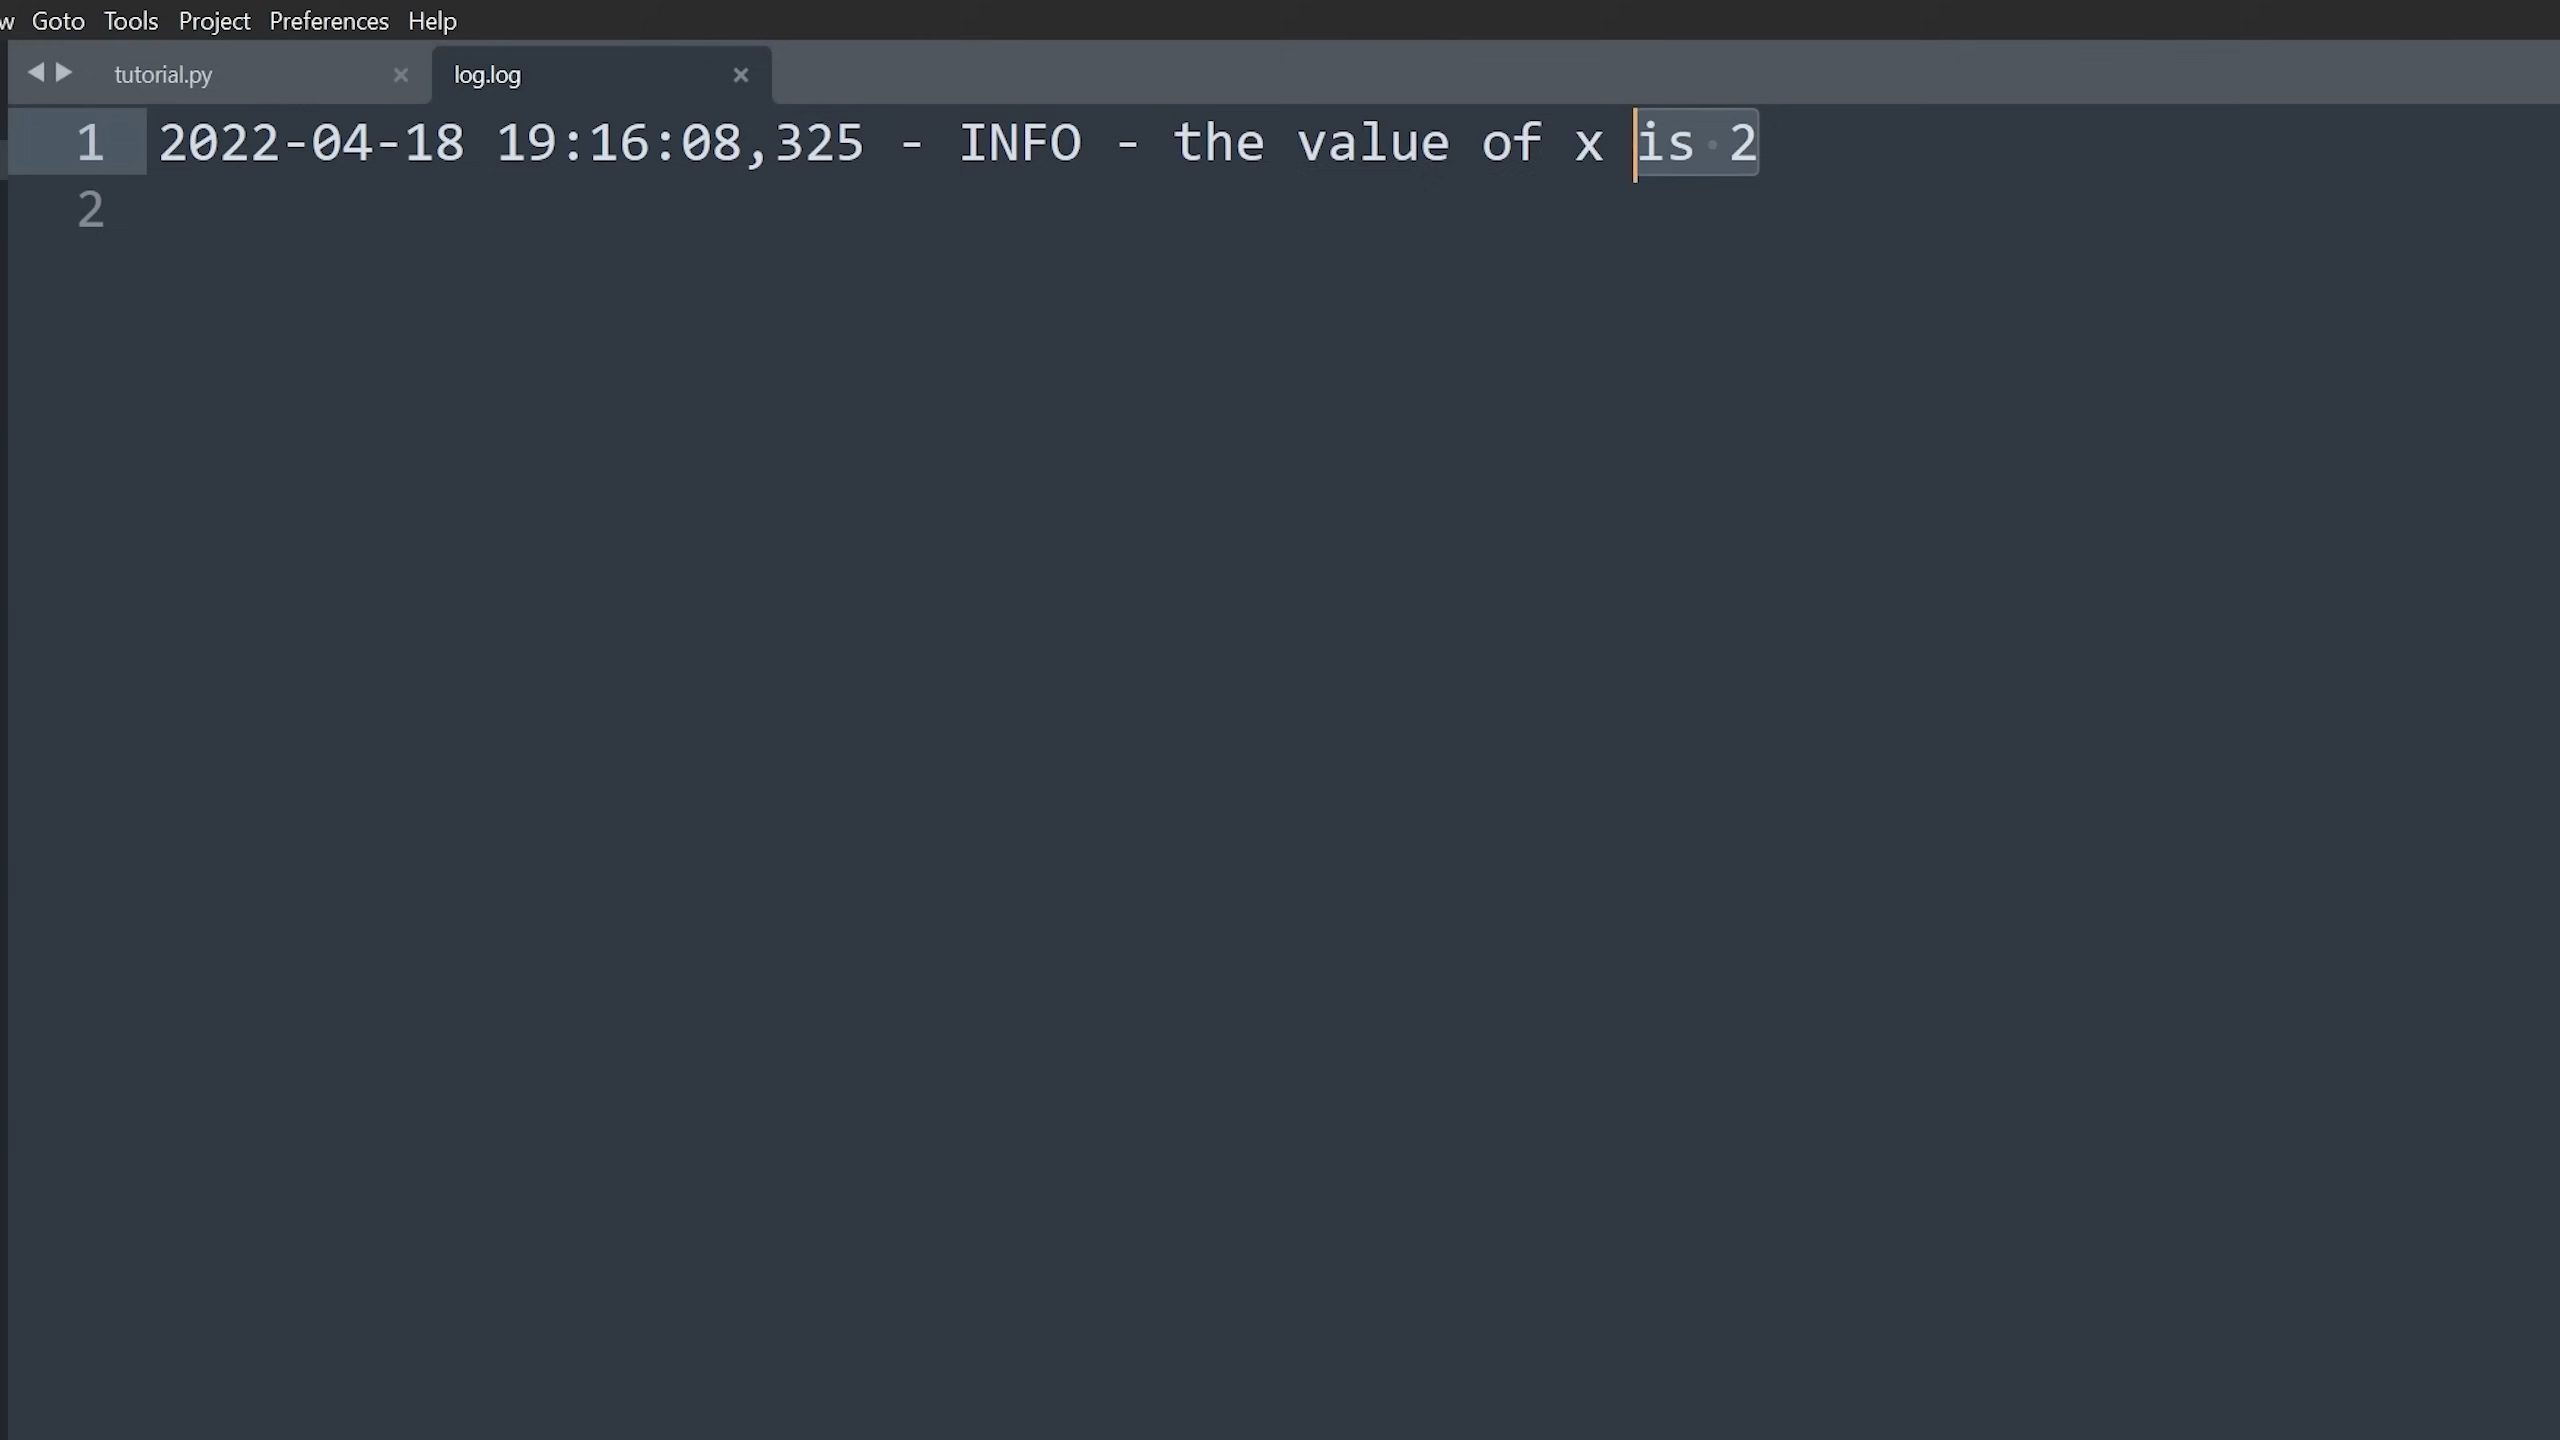 w Goto Tools Project Preferences Help
tutorial.py log.log
1 2022-04-18 19:16:08,325 - INFO - the value of x is 2
2